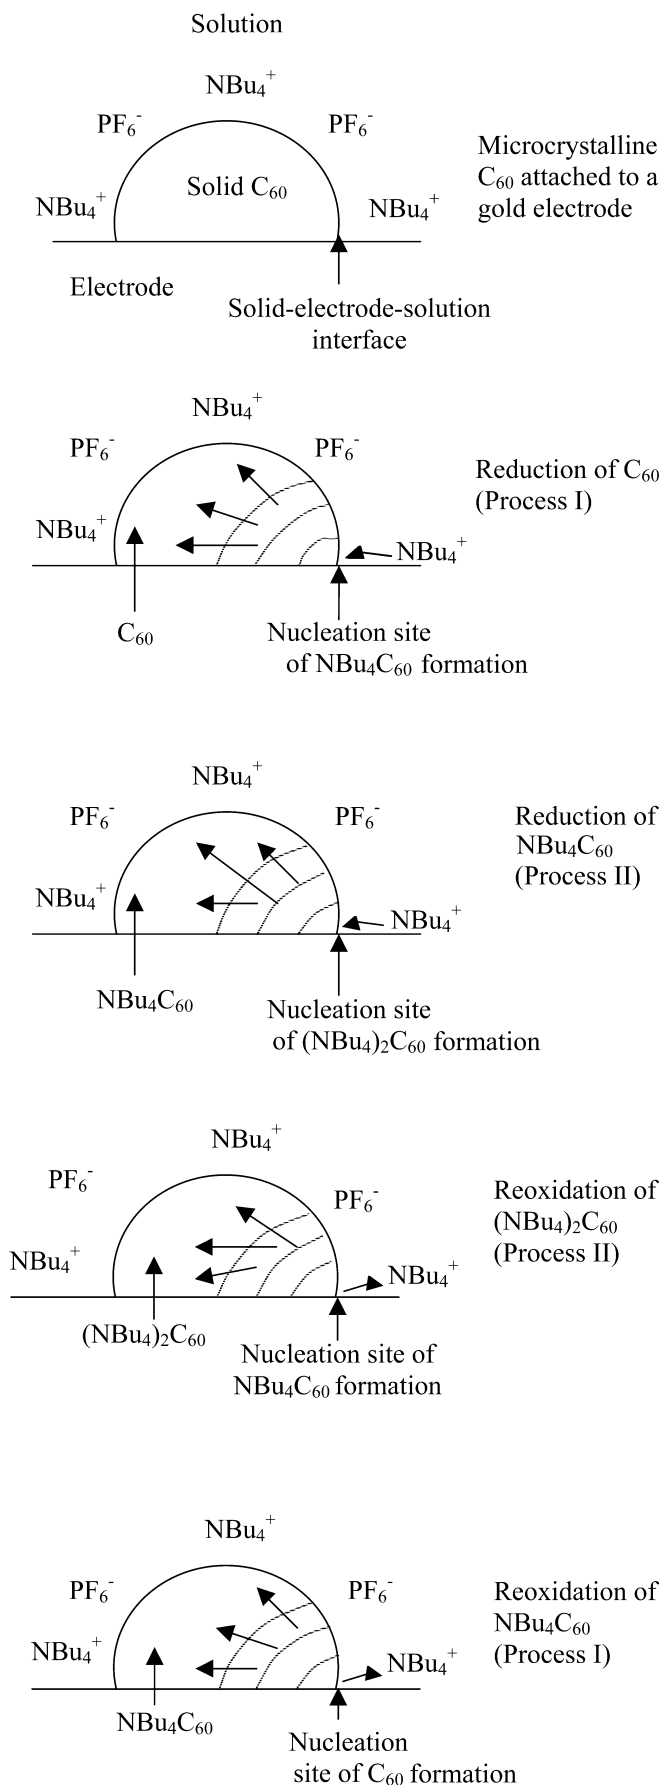 Solution
NBu₄⁺
PF₆⁻ PF₆⁻
Microcrystalline
C₆₀ attached to a
gold electrode
Solid C₆₀
NBu₄⁺ NBu₄⁺
Electrode
Solid-electrode-solution
interface
NBu₄⁺
PF₆⁻ PF₆⁻
Reduction of C₆₀
(Process I)
NBu₄⁺ NBu₄⁺
C₆₀
Nucleation site
of NBu₄C₆₀ formation
NBu₄⁺
PF₆⁻ PF₆⁻
Reduction of
NBu₄C₆₀
(Process II)
NBu₄⁺ NBu₄⁺
NBu₄C₆₀
Nucleation site
of (NBu₄)₂C₆₀ formation
NBu₄⁺
PF₆⁻ PF₆⁻
Reoxidation of
(NBu₄)₂C₆₀
(Process II)
NBu₄⁺ NBu₄⁺
(NBu₄)₂C₆₀
Nucleation site of
NBu₄C₆₀ formation
NBu₄⁺
PF₆⁻ PF₆⁻
Reoxidation of
NBu₄C₆₀
(Process I)
NBu₄⁺ NBu₄⁺
NBu₄C₆₀
Nucleation
site of C₆₀ formation